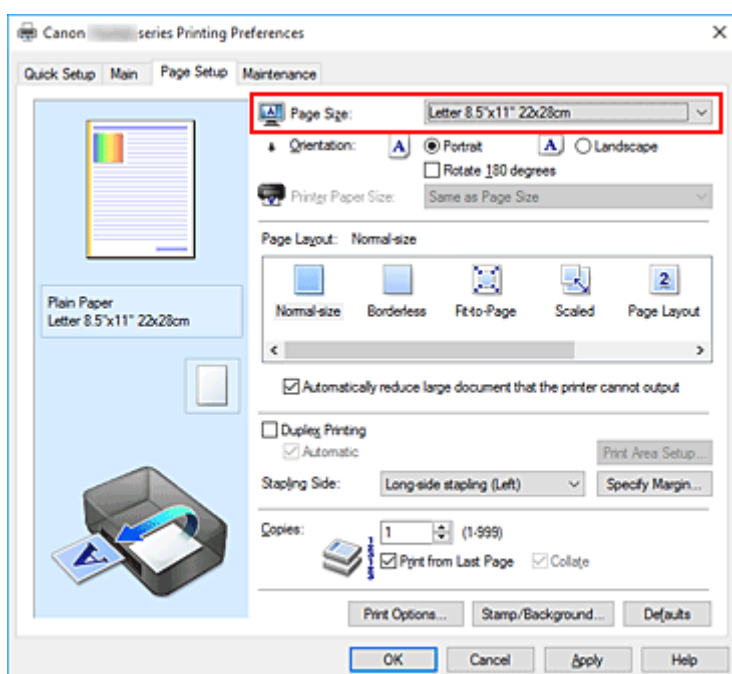 Canon series Printing Preferences
Quick Setup Main Page Setup Maintenance
Page Size: Letter 8.5"x11" 22x28cm
Orientation: A Portrait A Landscape
Rotate 180 degrees
Printer Paper Size: Same as Page Size
Page Layout: Normal-size
2
Normal-size Borderless Fit-to-Page Scaled Page Layout
Plain Paper
Letter 8.5"x11" 22x28cm
Automatically reduce large document that the printer cannot output
Duplex Printing
Automatic
Print Area Setup...
Stapling Side: Long-side stapling (Left) Specify Margin...
Copies: 1 (1-999)
Print from Last Page Collate
A
Print Options... Stamp/Background... Defaults
OK Cancel Apply Help